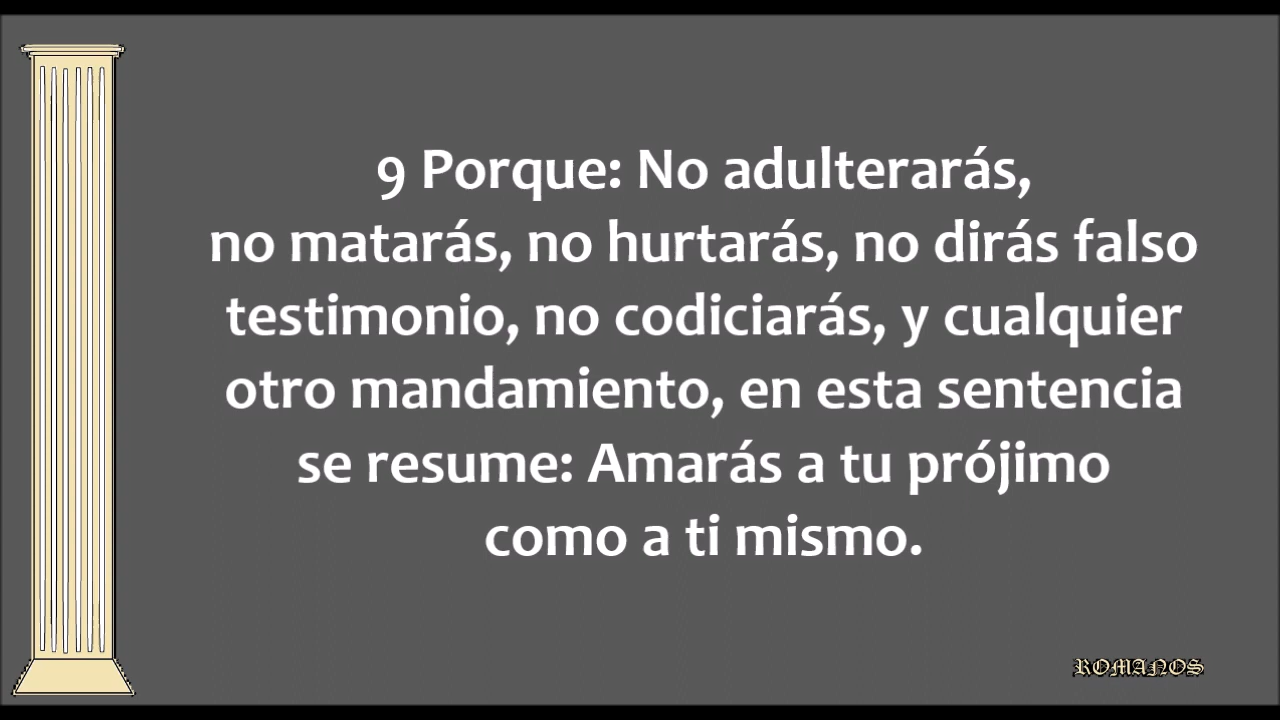 9 Porque: No adulterarás,
no matarás, no hurtarás, no dirás falso
testimonio, no codiciarás, y cualquier
otro mandamiento, en esta sentencia
se resume: Amarás a tu prójimo
como a ti mismo.
ROMANOS